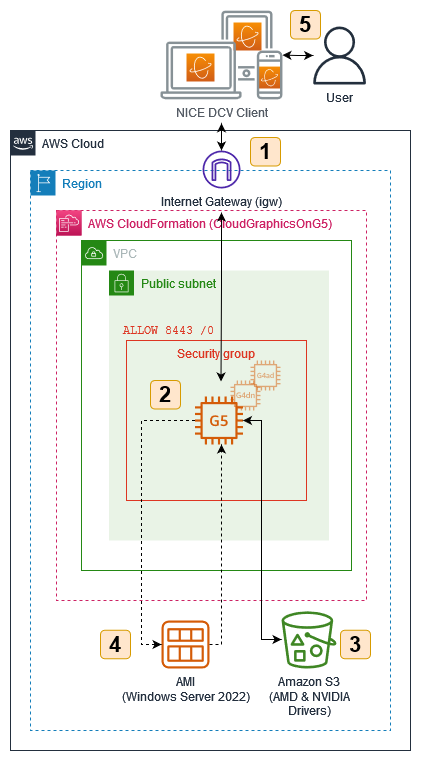 5
NICE DCV Client
User
aws
AWS Cloud
1
Region
Internet Gateway (igw)
AWS CloudFormation (CloudGraphicsOnG5)
VPC
Public subnet
ALLOW 8443 /0
Security group
G4ad
G4dn
2
G5
4
3
AMI
(Windows Server 2022)
Amazon S3
(AMD & NVIDIA
Drivers)